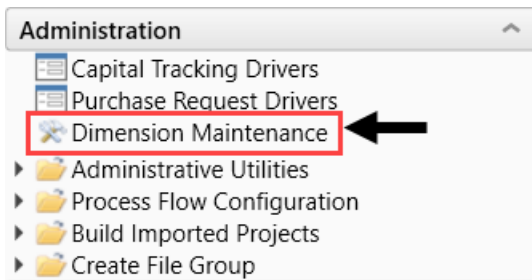 Administration
Capital Tracking Drivers
Purchase Request Drivers
Dimension Maintenance
Administrative Utilities
Process Flow Configuration
Build Imported Projects
Create File Group